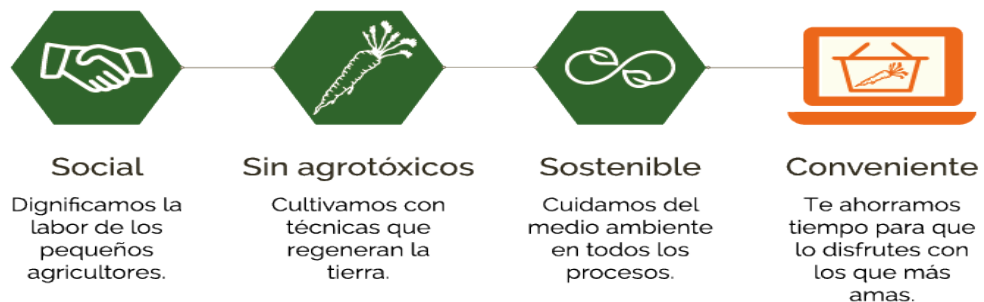 Social
Dignificamos la
labor de los
pequeños
agricultores.
Sin agrotóxicos
Cultivamos con
técnicas que
regeneran la
tierra.
Sostenible
Cuidamos del
medio ambiente
en todos los
procesos.
Conveniente
Te ahorramos
tiempo para que
lo disfrutes con
los que más
amas.